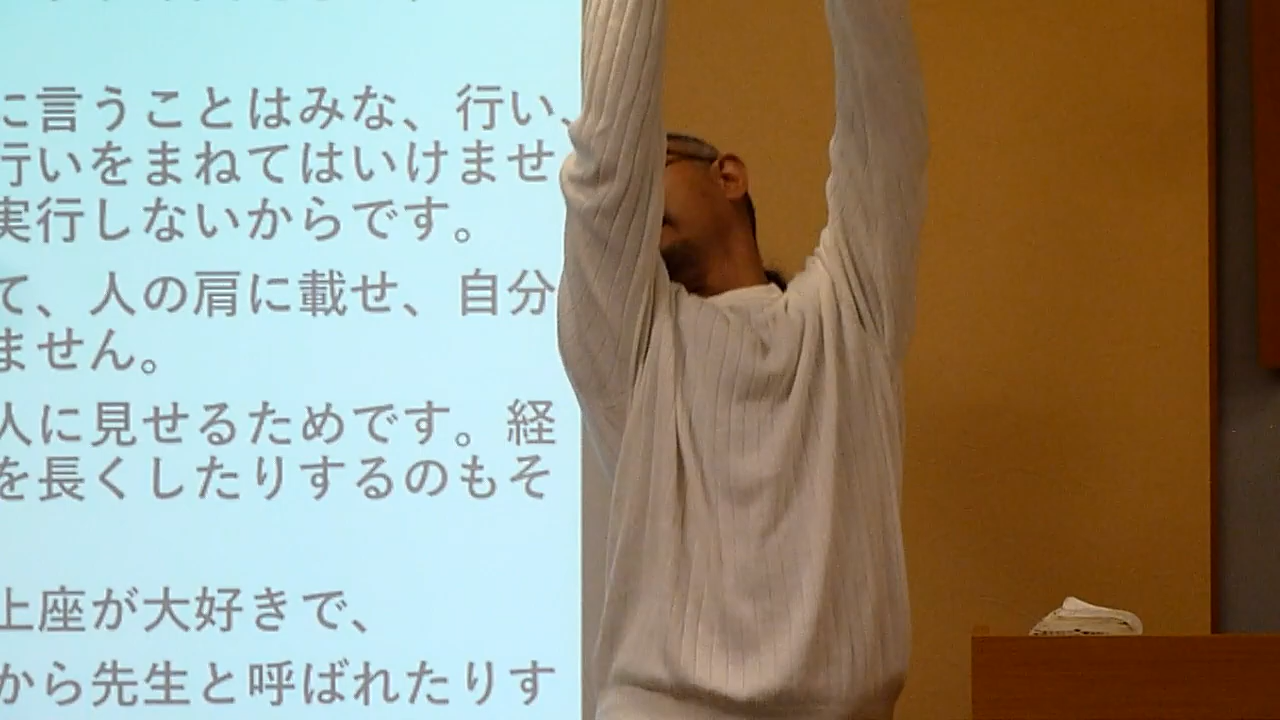 に言うことはみな、行い、
行いをまねてはいけませ
実行しないからです。
て、人の肩に載せ、自分
ません。
人に見せるためです。経
を長くしたりするのもそ
上座が大好きで、
から先生と呼ばれたりす